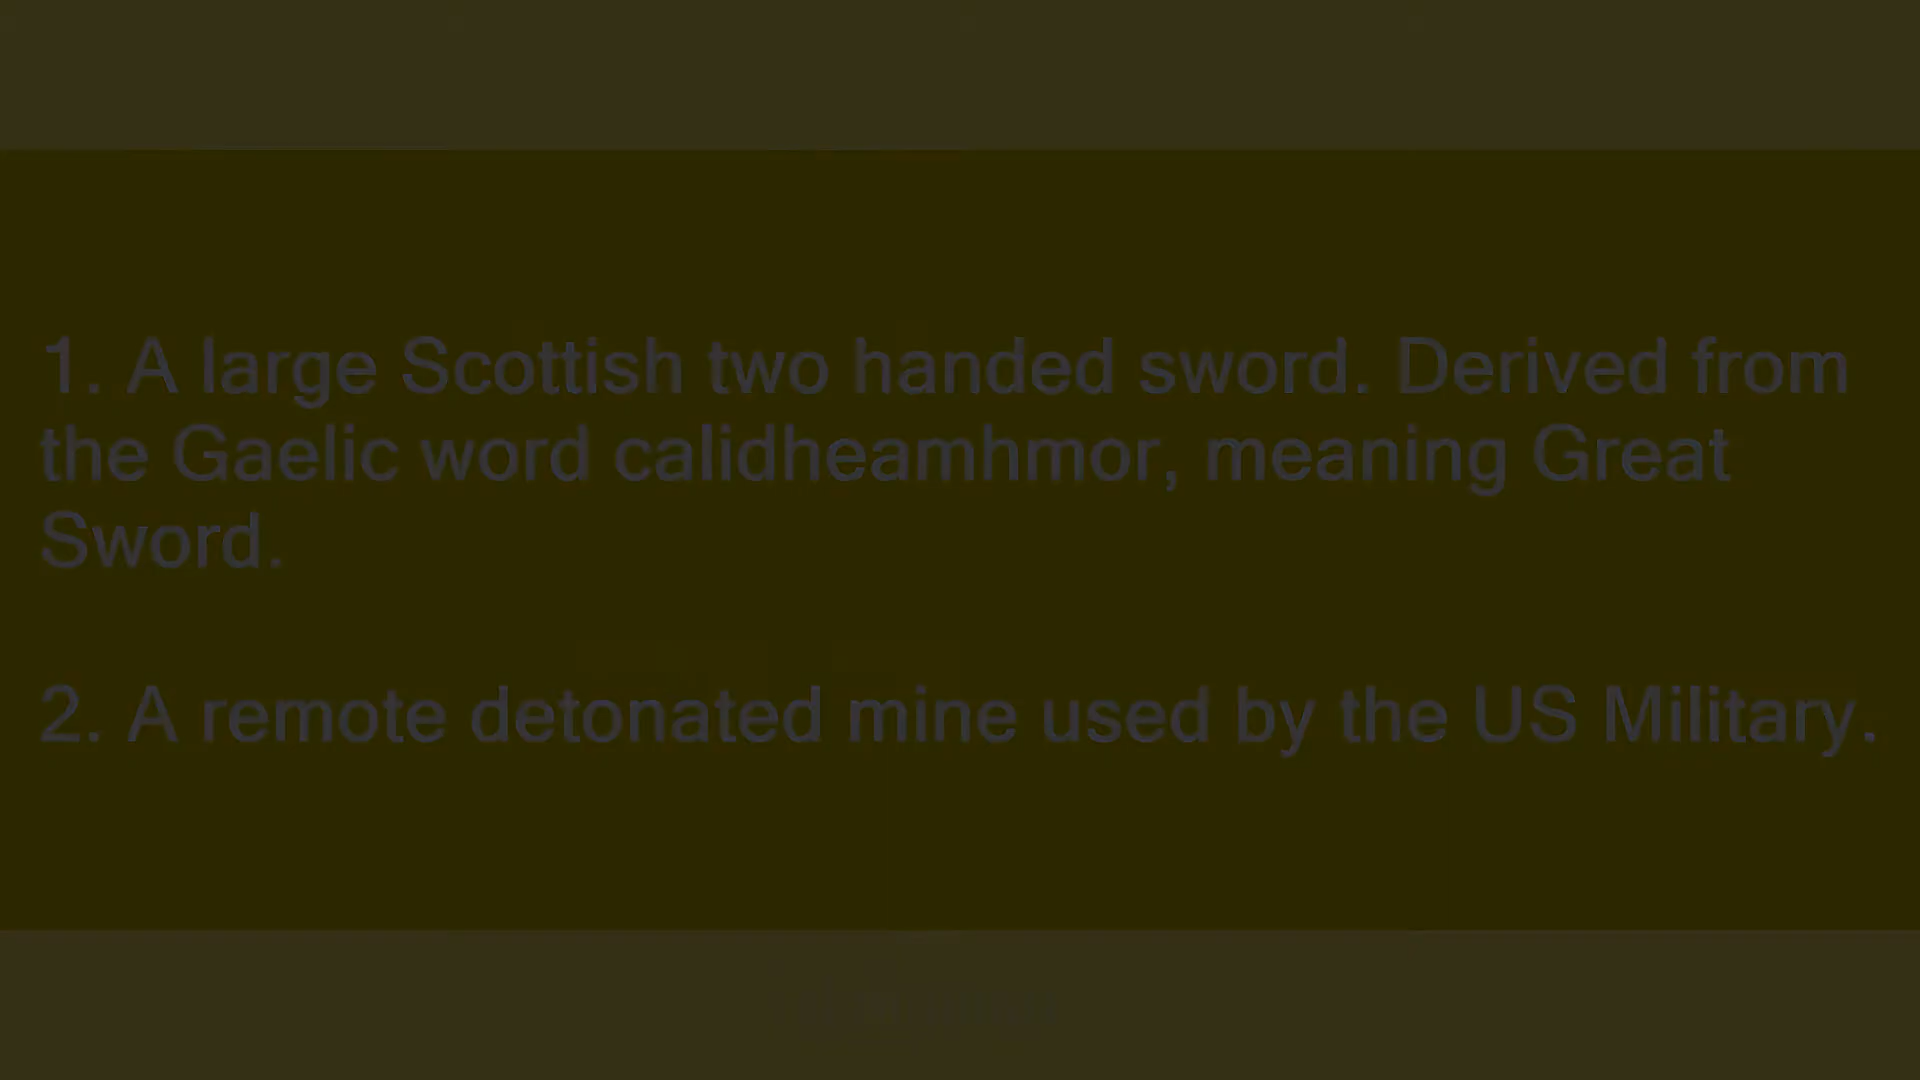 1. A large Scottish two handed sword. Derived from
the Gaelic word calidheamhmor, meaning Great
Sword.
2. A remote detonated mine used by the US Military.